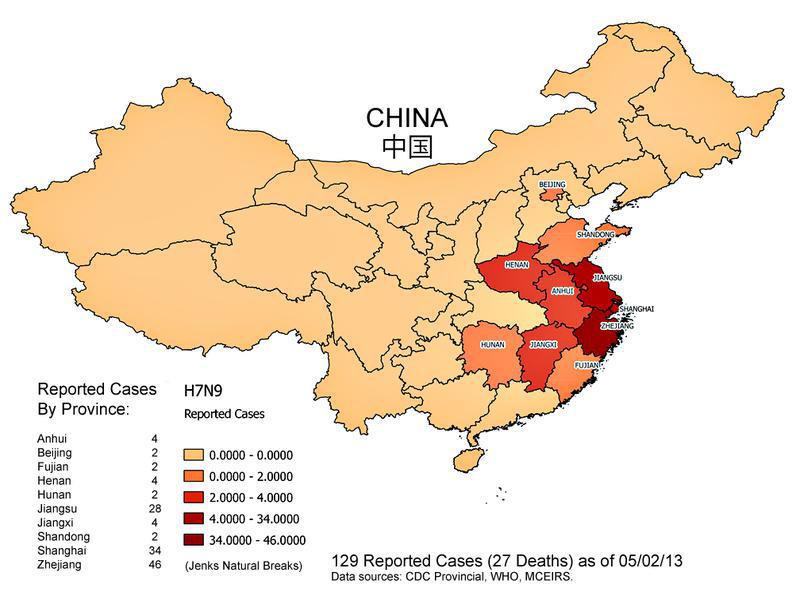 CHINA
中国
BEIJING
SHANDONG
HENAN
JIANGSU
ANHUI
SHANGHAI
ZHEJIANG
HUNAN
JIANGXI
FUJIAN
Reported Cases
By Province:
Anhui 4
Beijing 2
Fujian 2
Henan 4
Hunan 2
Jiangsu 28
Jiangxi 4
Shandong 2
Shanghai 34
Zhejiang 46
H7N9
Reported Cases
0.0000 - 0.0000
0.0000 - 2.0000
2.0000 - 4.0000
4.0000 - 34.0000
34.0000 - 46.0000
(Jenks Natural Breaks)
129 Reported Cases (27 Deaths) as of 05/02/13
Data sources: CDC Provincial, WHO, MCEIRS.